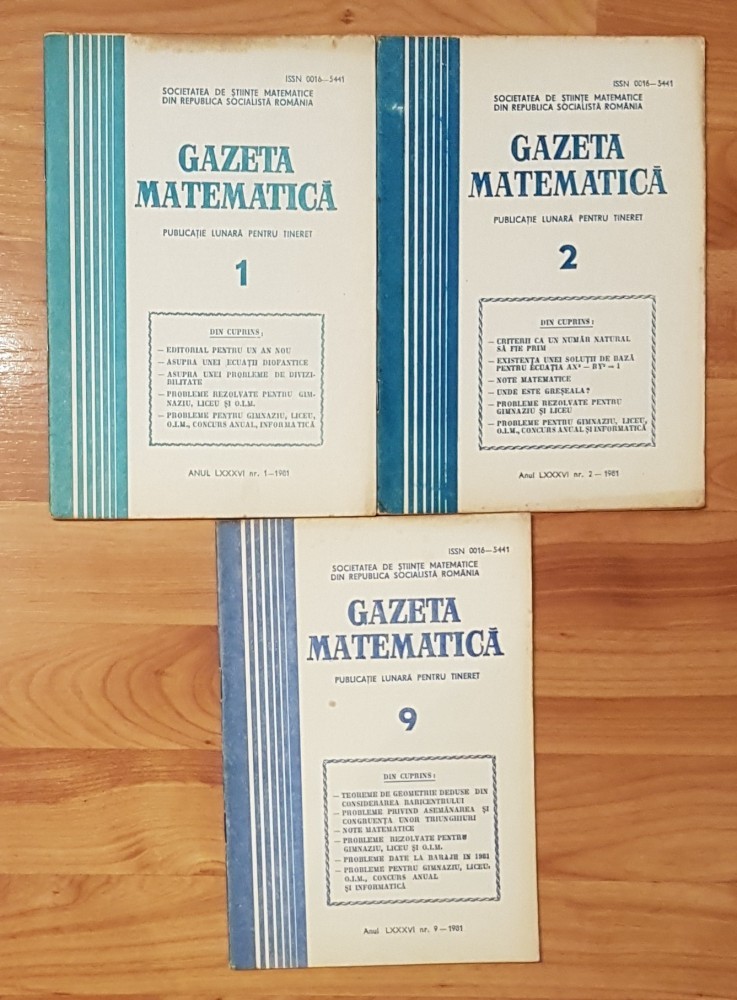 ISSN 0016—5441
SOCIETATEA DE ȘTIINȚE MATEMATICE
DIN REPUBLICA SOCIALISTĂ ROMÂNIA
GAZETA
MATEMATICĂ
PUBLICAȚIE LUNARĂ PENTRU TINERET
1
DIN CUPRINS:
— EDITORIAL PENTRU UN AN NOU
— ASUPRA UNEI ECUAȚII DIOFANTICE
— ASUPRA UNEI PROBLEME DE DIVIZI-
BILITATE
— PROBLEME REZOLVATE PENTRU GIM-
NAZIU, LICEU ȘI O.I.M.
— PROBLEME PENTRU GIMNAZIU, LICEU,
O.I.M., CONCURS ANUAL, INFORMATICĂ
ANUL LXXXVI nr. 1—1981
ISSN 0016—5441
SOCIETATEA DE ȘTIINȚE MATEMATICE
DIN REPUBLICA SOCIALISTĂ ROMÂNIA
GAZETA
MATEMATICĂ
PUBLICAȚIE LUNARĂ PENTRU TINERET
2
DIN CUPRINS:
— CRITERII CA UN NUMĂR NATURAL
SĂ FIE PRIM
— EXISTENȚA UNEI SOLUȚII DE BAZĂ
PENTRU ECUAȚIA AX² — BY² = 1
— NOTE MATEMATICE
— UNDE ESTE GREȘEALA?
— PROBLEME REZOLVATE PENTRU
GIMNAZIU ȘI LICEU
— PROBLEME PENTRU GIMNAZIU, LICEU,
O.I.M., CONCURS ANUAL ȘI INFORMATICĂ
Anul LXXXVI nr. 2—1981
ISSN 0016—5441
SOCIETATEA DE ȘTIINȚE MATEMATICE
DIN REPUBLICA SOCIALISTĂ ROMÂNIA
GAZETA
MATEMATICĂ
PUBLICAȚIE LUNARĂ PENTRU TINERET
9
DIN CUPRINS:
— TEOREME DE GEOMETRIE DEDUSE DIN
CONSIDERAREA BARICENTRULUI
— PROBLEME PRIVIND ASEMĂNAREA ȘI
CONGRUENȚA UNOR TRIUNGHIURI
— NOTE MATEMATICE
— PROBLEME REZOLVATE PENTRU
GIMNAZIU, LICEU ȘI O.I.M.
— PROBLEME DATE LA BARAJE IN 1981
— PROBLEME PENTRU GIMNAZIU, LICEU,
O.I.M., CONCURS ANUAL
ȘI INFORMATICĂ
Anul LXXXVI nr. 9—1981